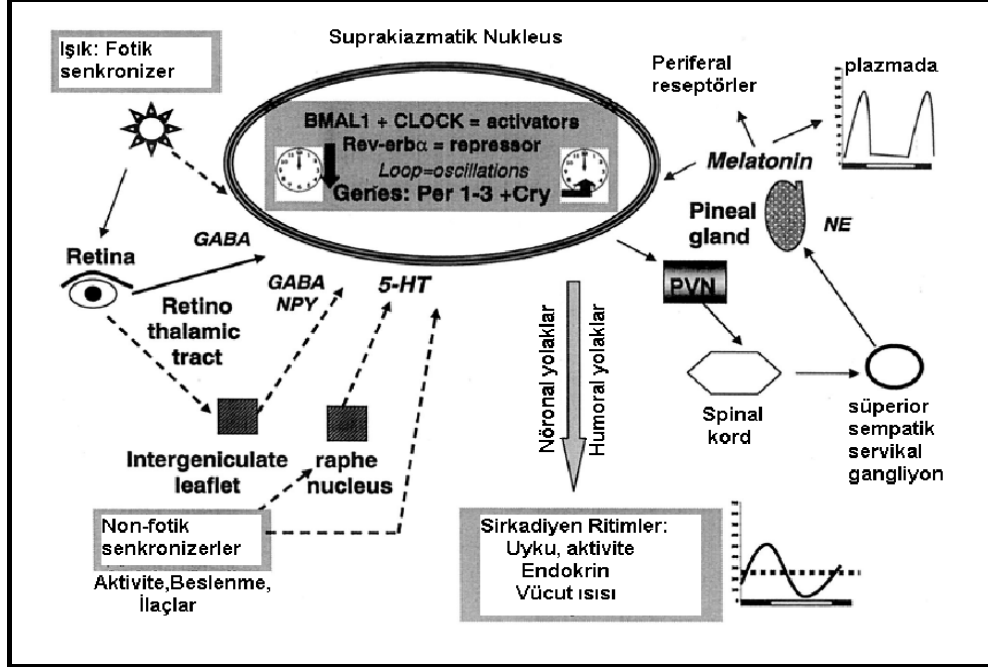 Suprakiazmatik Nukleus
Işık: Fotik
senkronizer
BMAL1 + CLOCK = activators
Rev-erbα = repressor
Loop=oscillations
Genes: Per 1-3 +Cry
Periferal
reseptörler
plazmada
Melatonin
Pineal
gland
NE
PVN
Spinal
kord
süperior
sempatik
servikal
gangliyon
GABA
Retina
GABA
NPY
5-HT
Retino
thalamic
tract
Intergeniculate
leaflet
raphe
nucleus
Nöronal yolaklar
Humoral yolaklar
Non-fotik
senkronizerler
Aktivite,Beslenme,
İlaçlar
Sirkadiyen Ritimler:
Uyku, aktivite
Endokrin
Vücut ısısı